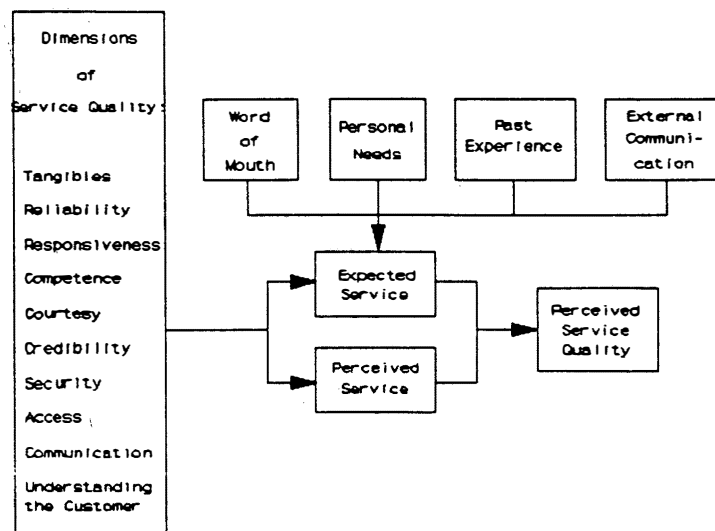 Dimensions
of
Service Quality:
Tangibles
Reliability
Responsiveness
Competence
Courtesy
Credibility
Security
Access
Communication
Understanding
the Customer
Word
of
Mouth
Personal
Needs
Past
Experience
External
Communi-
cation
Expected
Service
Perceived
Service
Perceived
Service
Quality